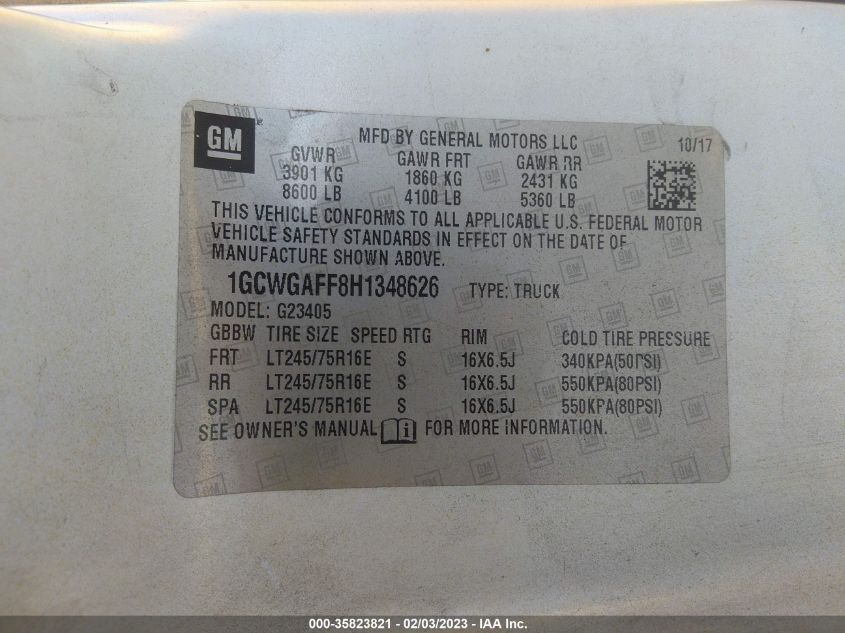 GM
MFD BY GENERAL MOTORS LLC
10/17
GVWR GAWR FRT GAWR RR
3901 KG 1860 KG 2431 KG
8600 LB 4100 LB 5360 LB
THIS VEHICLE CONFORMS TO ALL APPLICABLE U.S. FEDERAL MOTOR
VEHICLE SAFETY STANDARDS IN EFFECT ON THE DATE OF
MANUFACTURE SHOWN ABOVE.
1GCWGAFF8H1348626 TYPE: TRUCK
MODEL: G23405
GBBW TIRE SIZE SPEED RTG RIM COLD TIRE PRESSURE
FRT LT245/75R16E S 16X6.5J 340KPA(50PSI)
RR LT245/75R16E S 16X6.5J 550KPA(80PSI)
SPA LT245/75R16E S 16X6.5J 550KPA(80PSI)
SEE OWNER'S MANUAL i FOR MORE INFORMATION.
000-35823821 - 02/03/2023 - IAA Inc.